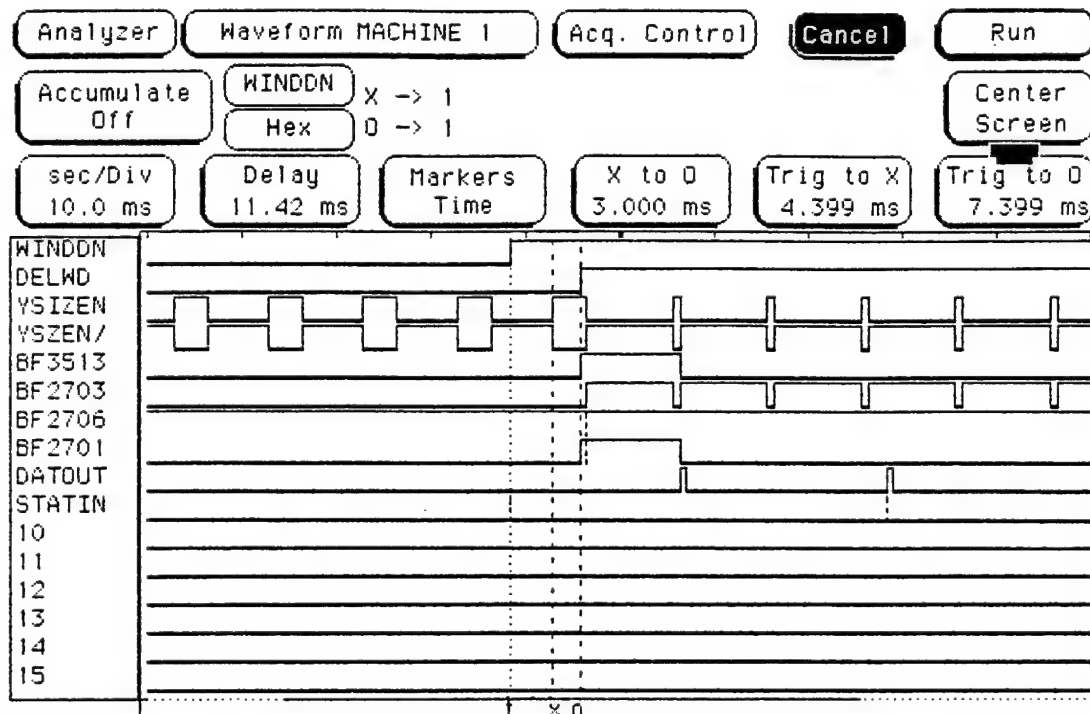 Analyzer Waveform MACHINE 1 Acq. Control Cancel Run
Accumulate Off WINDDN X -> 1 Center Screen
Hex O -> 1
sec/Div Delay Markers X to O Trig to X Trig to O
10.0 ms 11.42 ms Time 3.000 ms 4.399 ms 7.399 ms
WINDDN
DELWD
YSIZEN
YSZEN/
BF3513
BF2703
BF2706
BF2701
DATOUT
STATIN
10
11
12
13
14
15
t X O